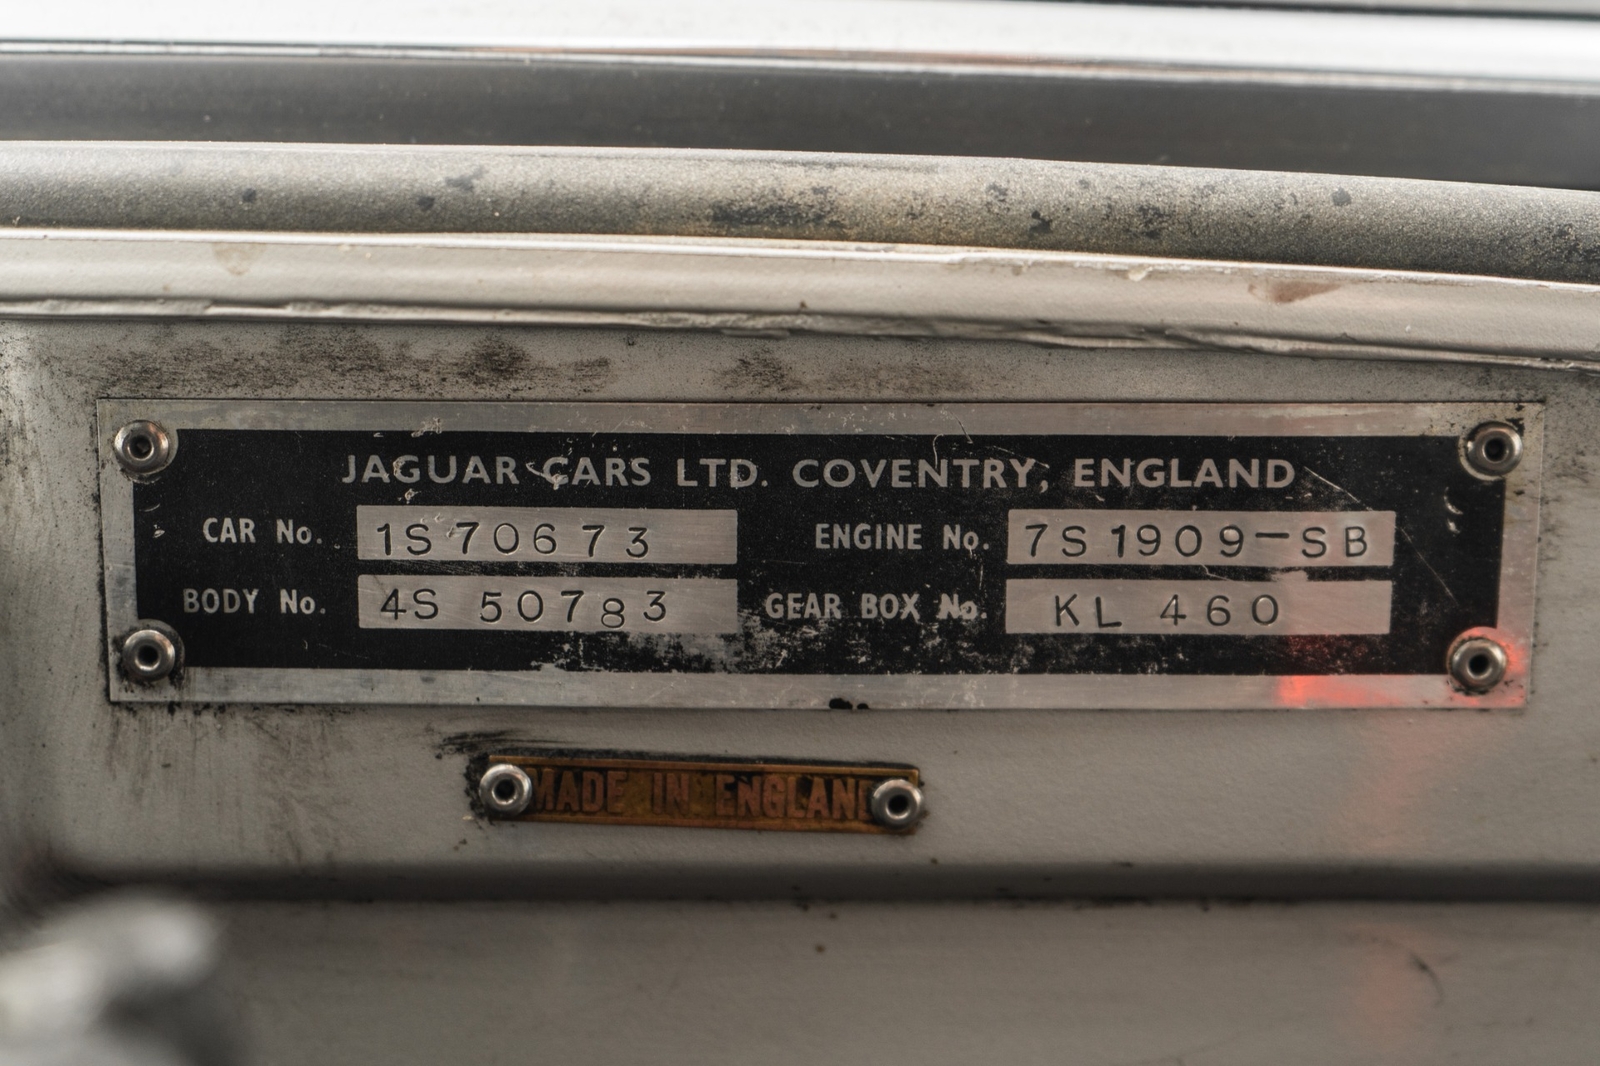 JAGUAR CARS LTD. COVENTRY, ENGLAND
CAR No. 1S70673 ENGINE No. 7S1909-SB
BODY No. 4S 50783 GEAR BOX No. KL 460
MADE IN ENGLAND